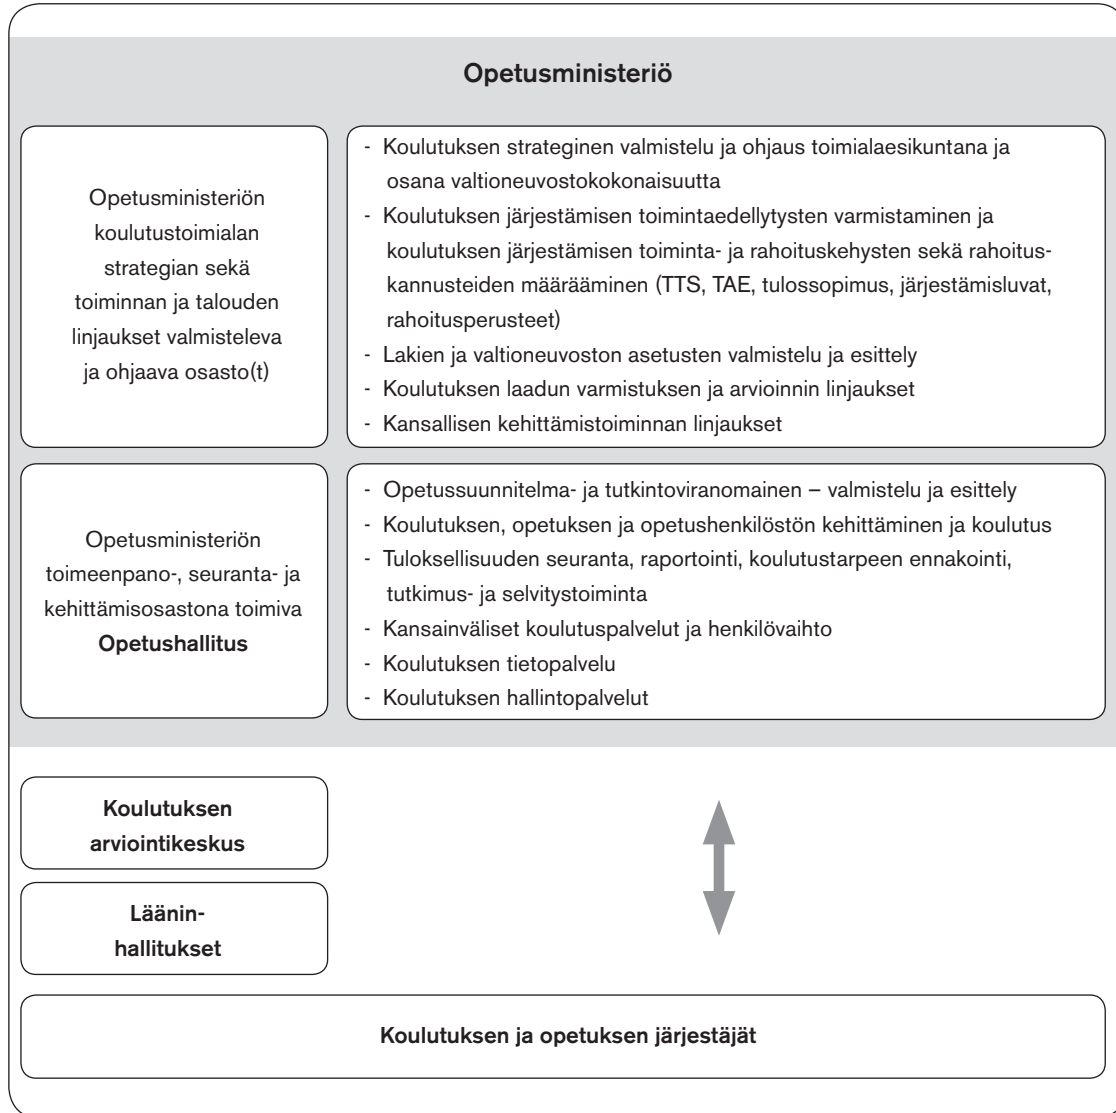 Opetusministeriö
Opetusministeriön
koulutustoimialan
strategian sekä
toiminnan ja talouden
linjaukset valmisteleva
ja ohjaava osasto(t)
- Koulutuksen strateginen valmistelu ja ohjaus toimialaesikuntana ja
osana valtioneuvostokokonaisuutta
- Koulutuksen järjestämisen toimintaedellytysten varmistaminen ja
koulutuksen järjestämisen toiminta- ja rahoituskehysten sekä rahoitus-
kannusteiden määrääminen (TTS, TAE, tulossopimus, järjestämisluvat,
rahoitusperusteet)
- Lakien ja valtioneuvoston asetusten valmistelu ja esittely
- Koulutuksen laadun varmistuksen ja arvioinnin linjaukset
- Kansallisen kehittämistoiminnan linjaukset
Opetusministeriön
toimeenpano-, seuranta- ja
kehittämisosastona toimiva
Opetushallitus
- Opetussuunnitelma- ja tutkintoviranomainen – valmistelu ja esittely
- Koulutuksen, opetuksen ja opetushenkilöstön kehittäminen ja koulutus
- Tuloksellisuuden seuranta, raportointi, koulutustarpeen ennakointi,
tutkimus- ja selvitystoiminta
- Kansainväliset koulutuspalvelut ja henkilövaihto
- Koulutuksen tietopalvelu
- Koulutuksen hallintopalvelut
Koulutuksen
arviointikeskus
Läänin-
hallitukset
Koulutuksen ja opetuksen järjestäjät